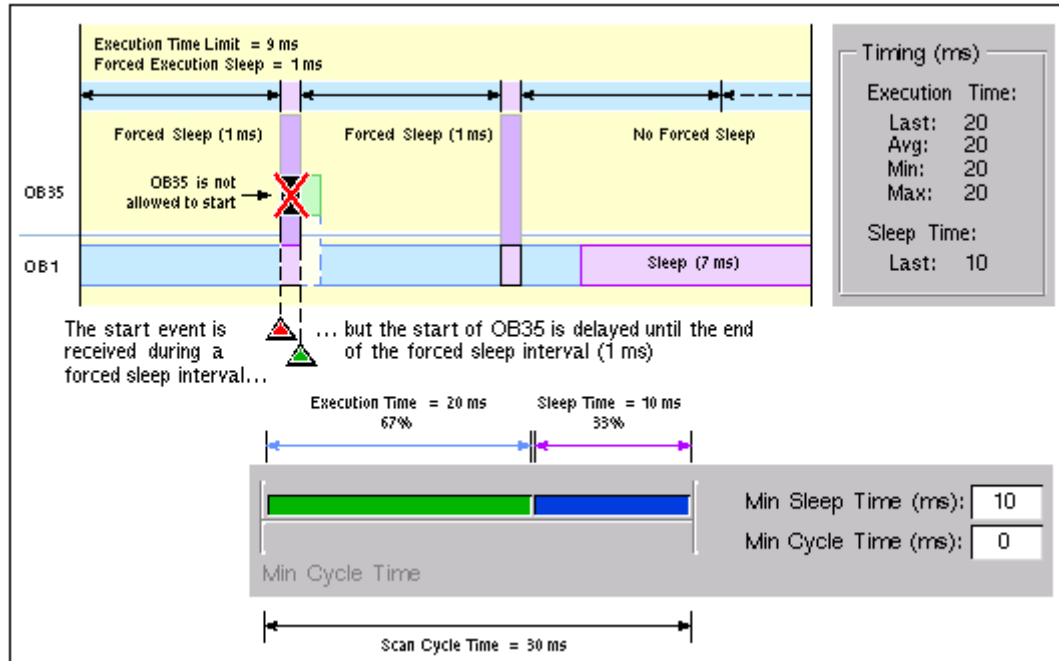 Execution Time Limit = 9 ms
Forced Execution Sleep = 1 ms
Forced Sleep (1 ms)
Forced Sleep (1 ms)
No Forced Sleep
OB35
OB35 is not
allowed to start
OB1
Sleep (7 ms)
Timing (ms)
Execution Time:
Last: 20
Avg: 20
Min: 20
Max: 20
Sleep Time:
Last: 10
The start event is
received during a
forced sleep interval...
... but the start of OB35 is delayed until the end
of the forced sleep interval (1 ms)
Execution Time = 20 ms
67%
Sleep Time = 10 ms
33%
Min Sleep Time (ms): 10
Min Cycle Time (ms): 0
Min Cycle Time
Scan Cycle Time = 30 ms